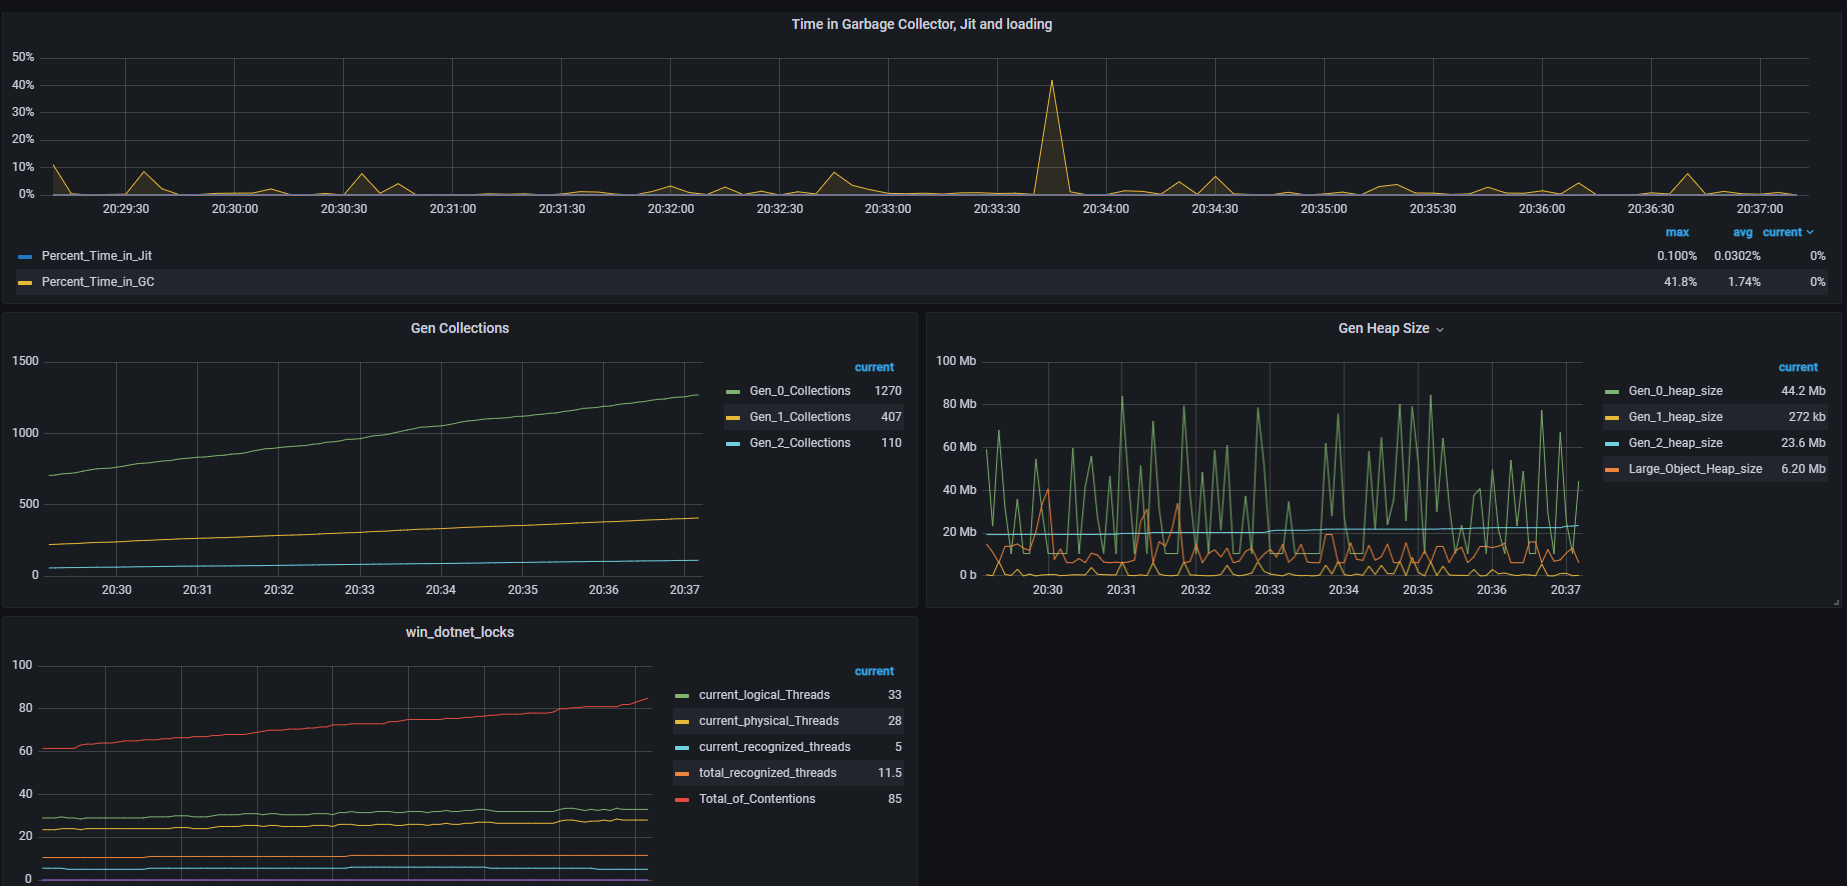 Time in Garbage Collector, Jit and loading
50%
40%
30%
20%
10%
0%
20:29:30 20:30:00 20:30:30 20:31:00 20:31:30 20:32:00 20:32:30 20:33:00 20:33:30 20:34:00 20:34:30 20:35:00 20:35:30 20:36:00 20:36:30 20:37:00
max avg current
Percent_Time_in_Jit 0.100% 0.0302% 0%
Percent_Time_in_GC 41.8% 1.74% 0%
Gen Collections
1500
1000
500
0
20:30 20:31 20:32 20:33 20:34 20:35 20:36 20:37
current
Gen_0_Collections 1270
Gen_1_Collections 407
Gen_2_Collections 110
Gen Heap Size
100 Mb
80 Mb
60 Mb
40 Mb
20 Mb
0 b
20:30 20:31 20:32 20:33 20:34 20:35 20:36 20:37
current
Gen_0_heap_size 44.2 Mb
Gen_1_heap_size 272 kb
Gen_2_heap_size 23.6 Mb
Large_Object_Heap_size 6.20 Mb
win_dotnet_locks
100
80
60
40
20
0
current
current_logical_Threads 33
current_physical_Threads 28
current_recognized_threads 5
total_recognized_threads 11.5
Total_of_Contentions 85